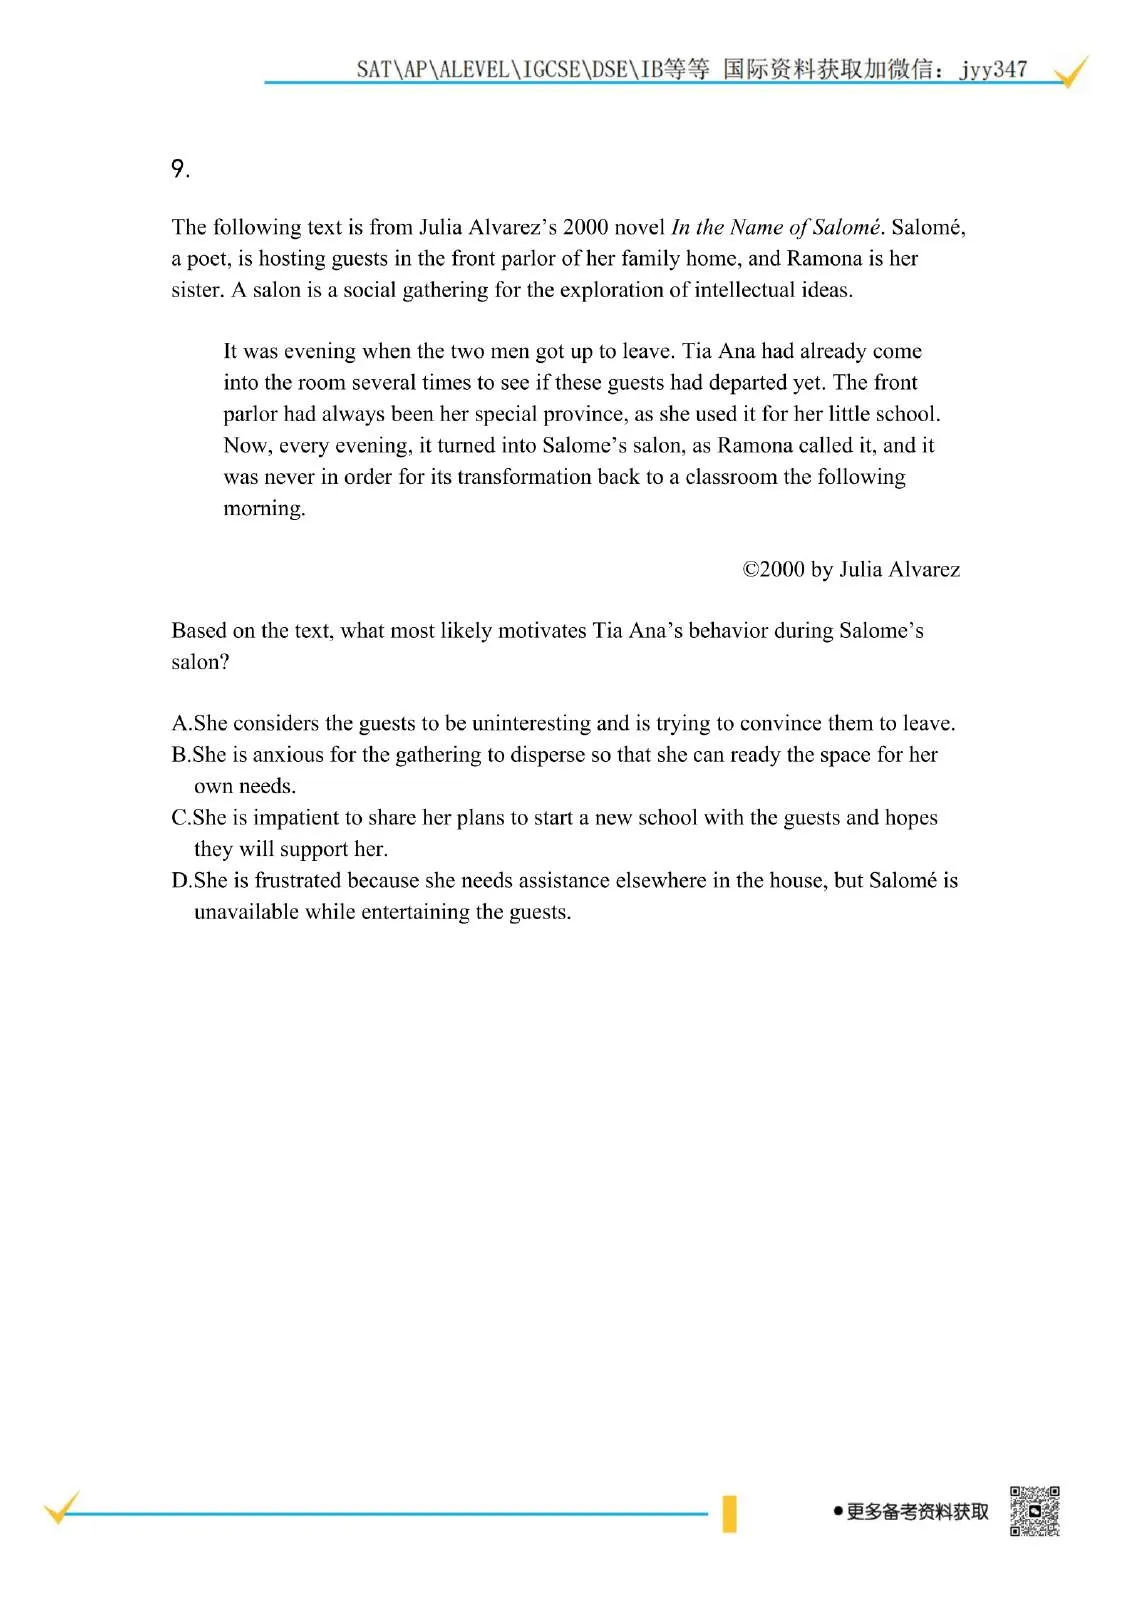 SAT\AP\ALEVEL\IGCSE\DSE\IB等等 国际资料获取加微信：jyy347
9.
The following text is from Julia Alvarez’s 2000 novel In the Name of Salomé. Salomé,
a poet, is hosting guests in the front parlor of her family home, and Ramona is her
sister. A salon is a social gathering for the exploration of intellectual ideas.
It was evening when the two men got up to leave. Tia Ana had already come
into the room several times to see if these guests had departed yet. The front
parlor had always been her special province, as she used it for her little school.
Now, every evening, it turned into Salome’s salon, as Ramona called it, and it
was never in order for its transformation back to a classroom the following
morning.
©2000 by Julia Alvarez
Based on the text, what most likely motivates Tia Ana’s behavior during Salome’s
salon?
A.She considers the guests to be uninteresting and is trying to convince them to leave.
B.She is anxious for the gathering to disperse so that she can ready the space for her
own needs.
C.She is impatient to share her plans to start a new school with the guests and hopes
they will support her.
D.She is frustrated because she needs assistance elsewhere in the house, but Salomé is
unavailable while entertaining the guests.
●更多备考资料获取